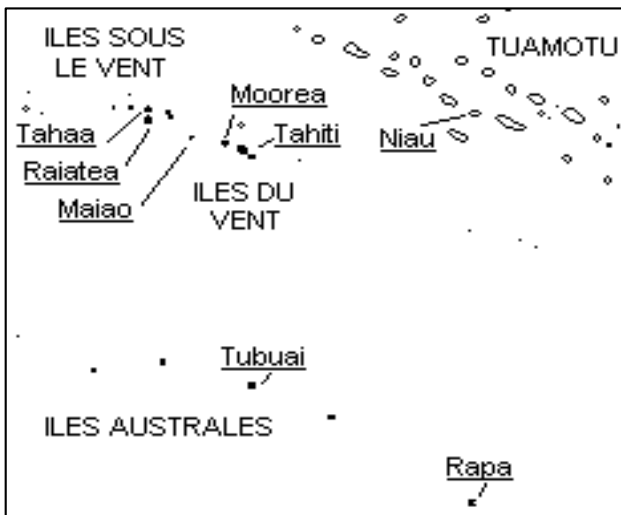 ILES SOUS
LE VENT
TUAMOTU
Moorea
Tahaa
Tahiti
Niau
Raiatea
Maiao
ILES DU
VENT
Tubuai
ILES AUSTRALES
Rapa